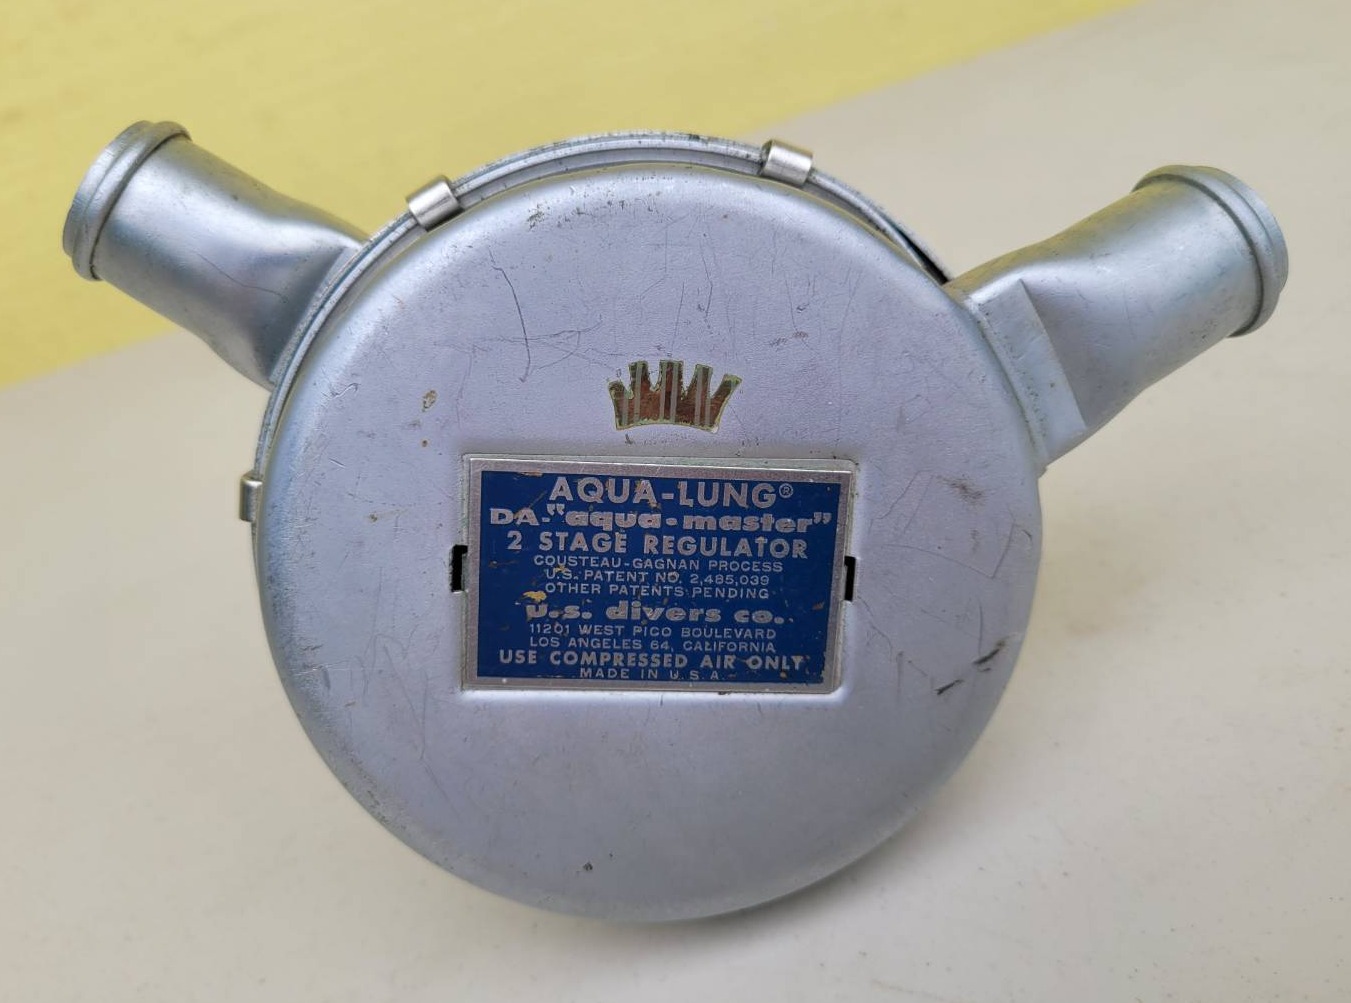 AQUA-LUNG®
DA-"aqua-master"
2 STAGE REGULATOR
COUSTEAU-GAGNAN PROCESS
U.S. PATENT NO. 2,485,039
OTHER PATENTS PENDING
u.s. divers co.
11201 WEST PICO BOULEVARD
LOS ANGELES 64, CALIFORNIA
USE COMPRESSED AIR ONLY
MADE IN U.S.A.